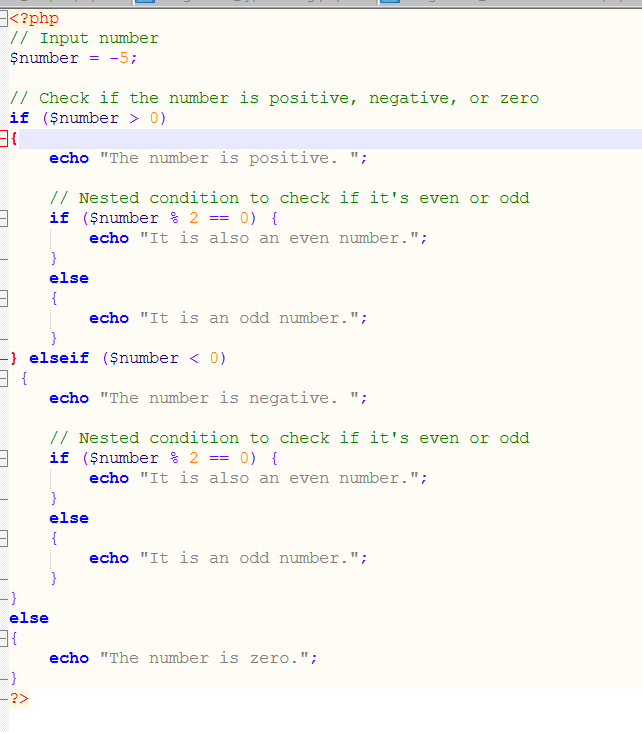 <?php
// Input number
$number = -5;

// Check if the number is positive, negative, or zero
if ($number > 0)
{
    echo "The number is positive. ";

    // Nested condition to check if it's even or odd
    if ($number % 2 == 0) {
        echo "It is also an even number.";
    }
    else
    {
        echo "It is an odd number.";
    }
} elseif ($number < 0)
 {
    echo "The number is negative. ";

    // Nested condition to check if it's even or odd
    if ($number % 2 == 0) {
        echo "It is also an even number.";
    }
    else
    {
        echo "It is an odd number.";
    }
}
else
{
    echo "The number is zero.";
}
?>